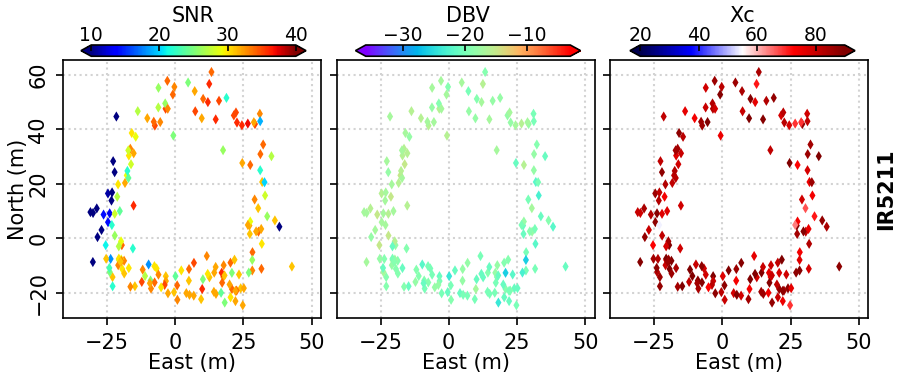 SNR DBV Xc
10 20 30 40 −30 −20 −10 20 40 60 80
60
40
20
0
−20
North (m)
IR5211
−25 0 25 50 −25 0 25 50 −25 0 25 50
East (m) East (m) East (m)